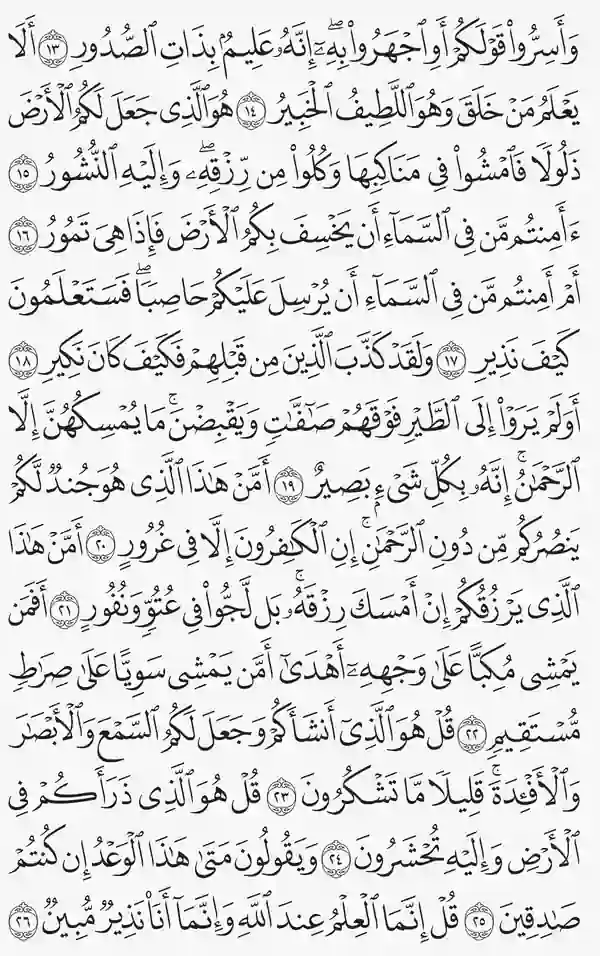 وَأَسِرُّوا۟ قَوْلَكُمْ أَوِ ٱجْهَرُوا۟ بِهِۦٓ ۖ إِنَّهُۥ عَلِيمٌۢ بِذَاتِ ٱلصُّدُورِ ١٣ أَلَا
يَعْلَمُ مَنْ خَلَقَ وَهُوَ ٱللَّطِيفُ ٱلْخَبِيرُ ١٤ هُوَ ٱلَّذِى جَعَلَ لَكُمُ ٱلْأَرْضَ
ذَلُولًا فَٱمْشُوا۟ فِى مَنَاكِبِهَا وَكُلُوا۟ مِن رِّزْقِهِۦ ۖ وَإِلَيْهِ ٱلنُّشُورُ ١٥
ءَأَمِنتُم مَّن فِى ٱلسَّمَآءِ أَن يَخْسِفَ بِكُمُ ٱلْأَرْضَ فَإِذَا هِىَ تَمُورُ ١٦
أَمْ أَمِنتُم مَّن فِى ٱلسَّمَآءِ أَن يُرْسِلَ عَلَيْكُمْ حَاصِبًا ۖ فَسَتَعْلَمُونَ
كَيْفَ نَذِيرِ ١٧ وَلَقَدْ كَذَّبَ ٱلَّذِينَ مِن قَبْلِهِمْ فَكَيْفَ كَانَ نَكِيرِ ١٨
أَوَلَمْ يَرَوْا۟ إِلَى ٱلطَّيْرِ فَوْقَهُمْ صَٰٓفَّٰتٍ وَيَقْبِضْنَ ۚ مَا يُمْسِكُهُنَّ إِلَّا
ٱلرَّحْمَٰنُ ۚ إِنَّهُۥ بِكُلِّ شَىْءٍۭ بَصِيرٌ ١٩ أَمَّنْ هَٰذَا ٱلَّذِى هُوَ جُندٌ لَّكُمْ
يَنصُرُكُم مِّن دُونِ ٱلرَّحْمَٰنِ ۚ إِنِ ٱلْكَٰفِرُونَ إِلَّا فِى غُرُورٍ ٢٠ أَمَّنْ هَٰذَا
ٱلَّذِى يَرْزُقُكُمْ إِنْ أَمْسَكَ رِزْقَهُۥ ۚ بَل لَّجُّوا۟ فِى عُتُوٍّ وَنُفُورٍ ٢١ أَفَمَن
يَمْشِى مُكِبًّا عَلَىٰ وَجْهِهِۦٓ أَهْدَىٰٓ أَمَّن يَمْشِى سَوِيًّا عَلَىٰ صِرَٰطٍ
مُّسْتَقِيمٍ ٢٢ قُلْ هُوَ ٱلَّذِىٓ أَنشَأَكُمْ وَجَعَلَ لَكُمُ ٱلسَّمْعَ وَٱلْأَبْصَٰرَ
وَٱلْأَفْـِٔدَةَ ۖ قَلِيلًا مَّا تَشْكُرُونَ ٢٣ قُلْ هُوَ ٱلَّذِى ذَرَأَكُمْ فِى
ٱلْأَرْضِ وَإِلَيْهِ تُحْشَرُونَ ٢٤ وَيَقُولُونَ مَتَىٰ هَٰذَا ٱلْوَعْدُ إِن كُنتُمْ
صَٰدِقِينَ ٢٥ قُلْ إِنَّمَا ٱلْعِلْمُ عِندَ ٱللَّهِ وَإِنَّمَآ أَنَا۠ نَذِيرٌ مُّبِينٌ ٢٦